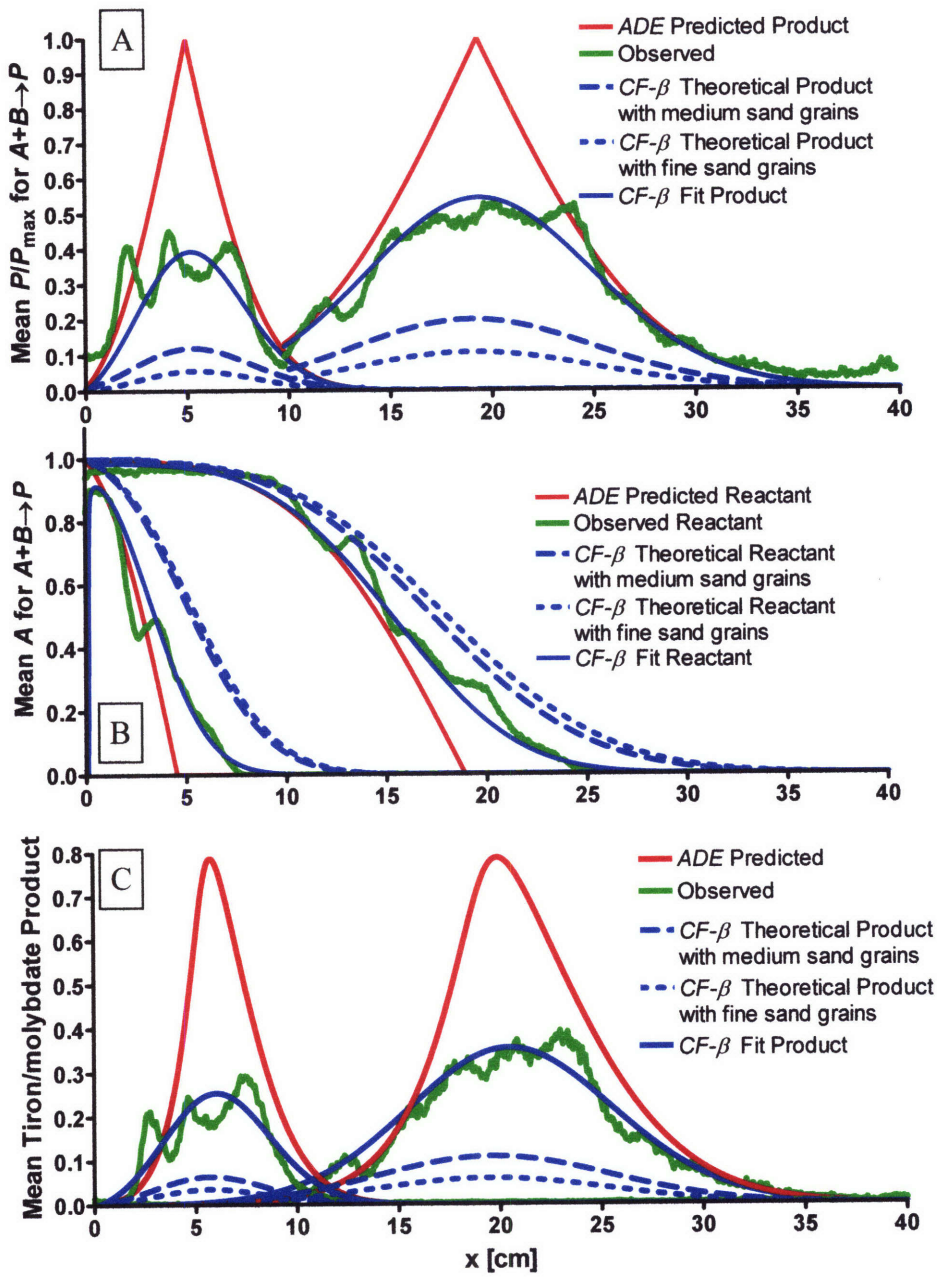 A
Mean P/Pmax for A+B→P
1.0
0.9
0.8
0.7
0.6
0.5
0.4
0.3
0.2
0.1
0.0
0 5 10 15 20 25 30 35 40
ADE Predicted Product
Observed
CF-β Theoretical Product
with medium sand grains
CF-β Theoretical Product
with fine sand grains
CF-β Fit Product
B
Mean A for A+B→P
1.0
0.8
0.6
0.4
0.2
0.0
0 5 10 15 20 25 30 35 40
ADE Predicted Reactant
Observed Reactant
CF-β Theoretical Reactant
with medium sand grains
CF-β Theoretical Reactant
with fine sand grains
CF-β Fit Reactant
C
Mean Tiron/molybdate Product
0.8
0.7
0.6
0.5
0.4
0.3
0.2
0.1
0.0
0 5 10 15 20 25 30 35 40
x [cm]
ADE Predicted
Observed
CF-β Theoretical Product
with medium sand grains
CF-β Theoretical Product
with fine sand grains
CF-β Fit Product